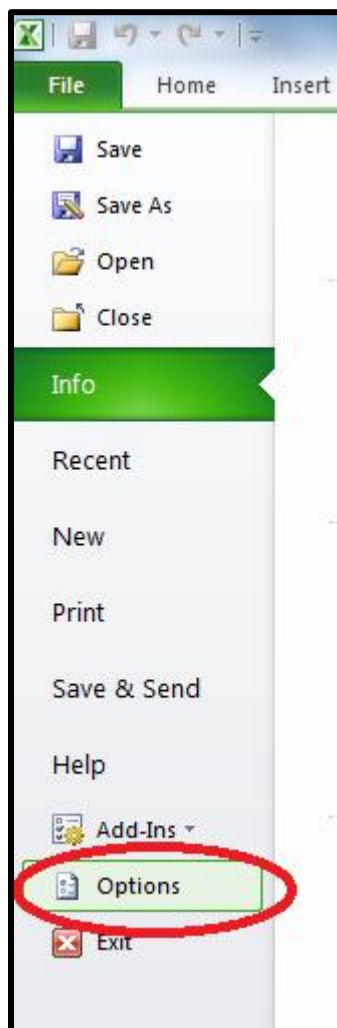 File Home Insert
Save
Save As
Open
Close
Info
Recent
New
Print
Save & Send
Help
Add-Ins
Options
Exit